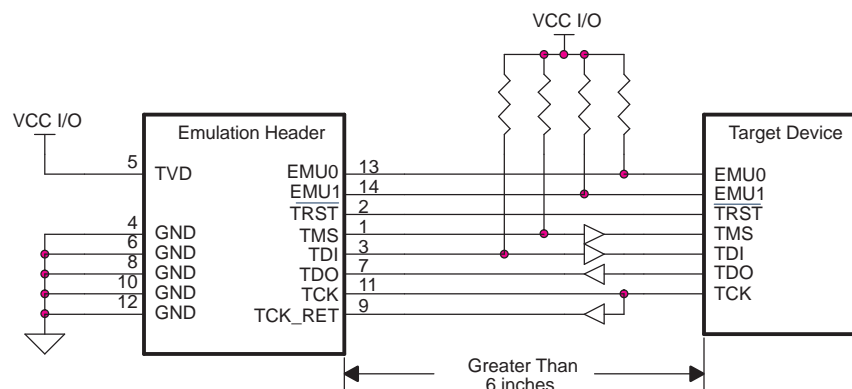 VCC I/O
VCC I/O
Emulation Header
Target Device
5 TVD EMU0 13 EMU0
EMU1 14 EMU1
TRST 2 TRST
4 GND TMS 1 TMS
6 GND TDI 3 TDI
8 GND TDO 7 TDO
10 GND TCK 11 TCK
12 GND TCK_RET 9
Greater Than
6 inches